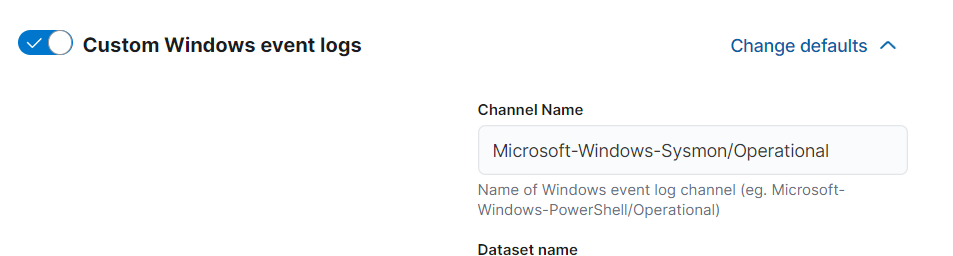 Custom Windows event logs
Change defaults
Channel Name
Microsoft-Windows-Sysmon/Operational
Name of Windows event log channel (eg. Microsoft-
Windows-PowerShell/Operational)
Dataset name